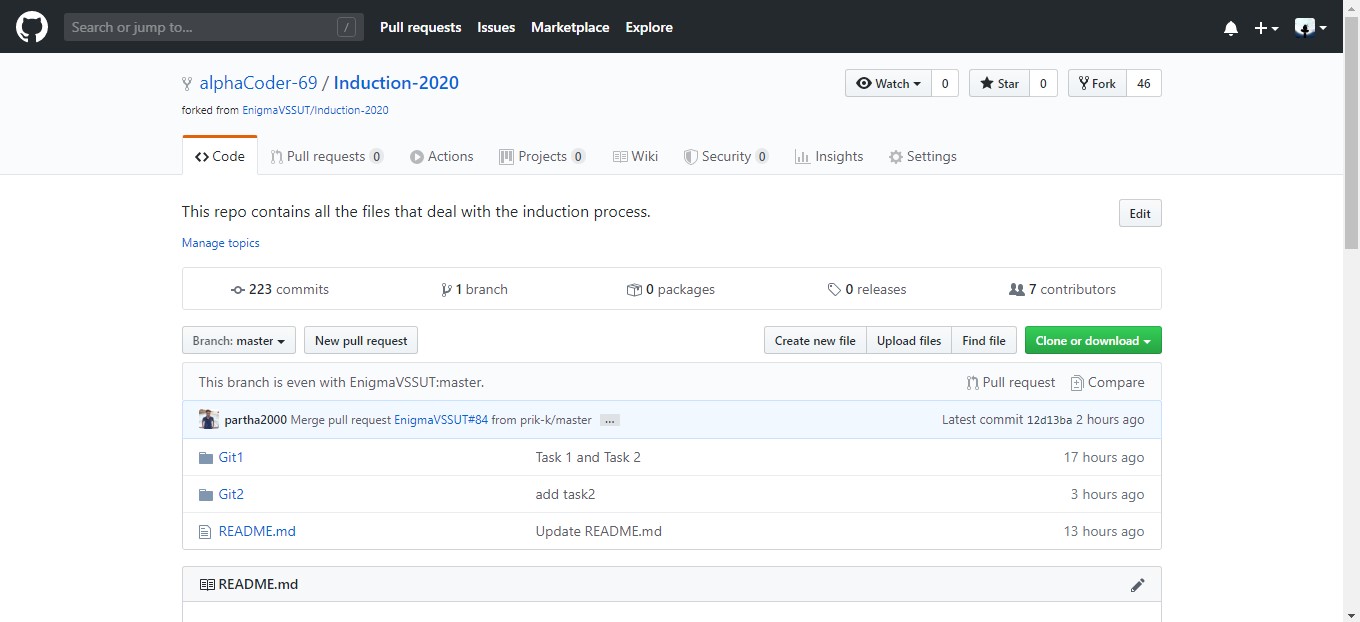 Search or jump to... / Pull requests Issues Marketplace Explore
alphaCoder-69 / Induction-2020 Watch 0 Star 0 Fork 46
forked from EnigmaVSSUT/Induction-2020
Code Pull requests 0 Actions Projects 0 Wiki Security 0 Insights Settings
This repo contains all the files that deal with the induction process. Edit
Manage topics
223 commits 1 branch 0 packages 0 releases 7 contributors
Branch: master New pull request Create new file Upload files Find file Clone or download
This branch is even with EnigmaVSSUT:master. Pull request Compare
partha2000 Merge pull request EnigmaVSSUT#84 from prik-k/master ... Latest commit 12d13ba 2 hours ago
Git1 Task 1 and Task 2 17 hours ago
Git2 add task2 3 hours ago
README.md Update README.md 13 hours ago
README.md